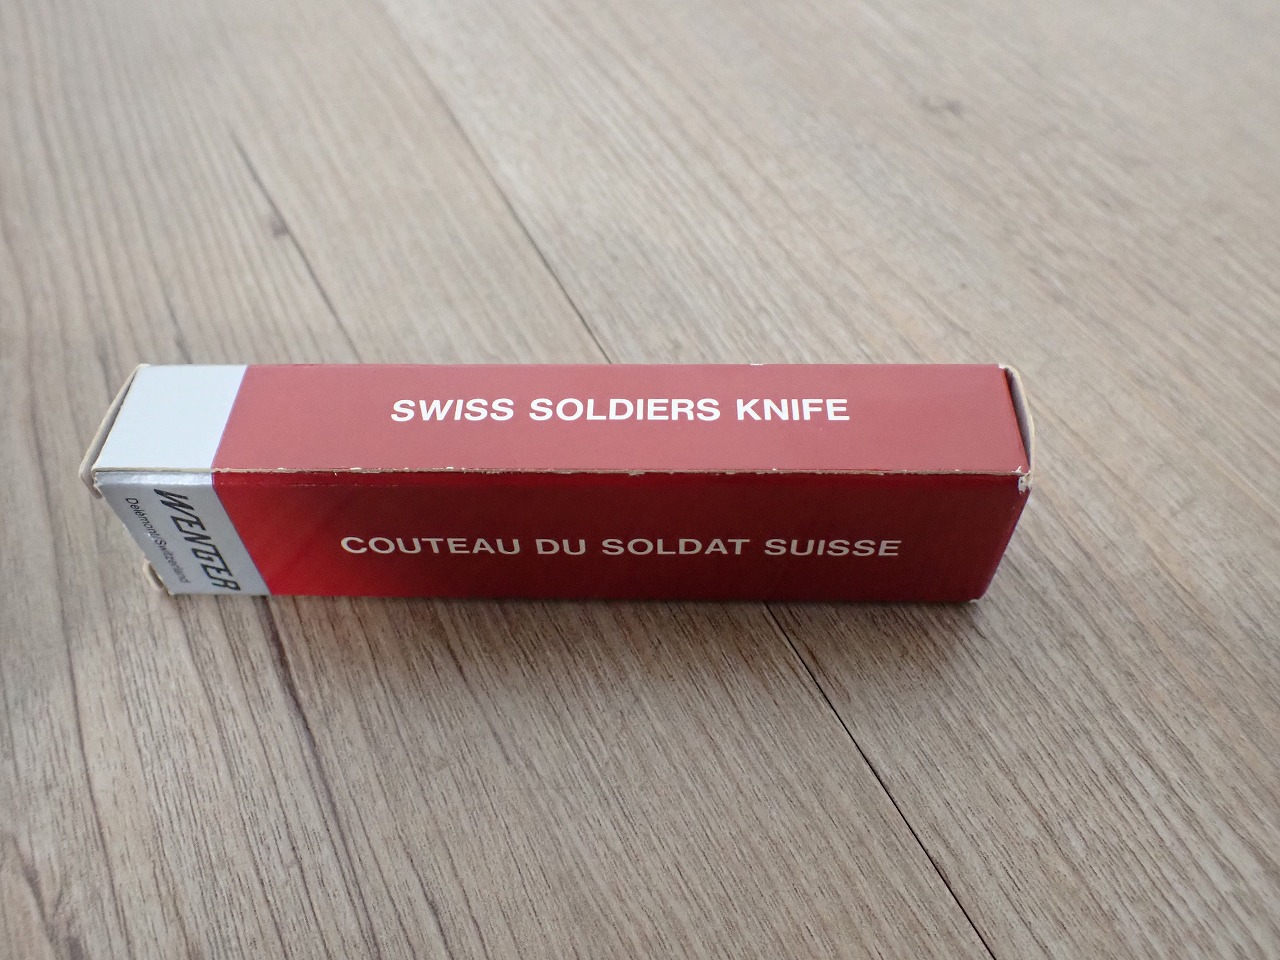 SWISS SOLDIERS KNIFE
COUTEAU DU SOLDAT SUISSE
WENGER
Delémont/Switzerland